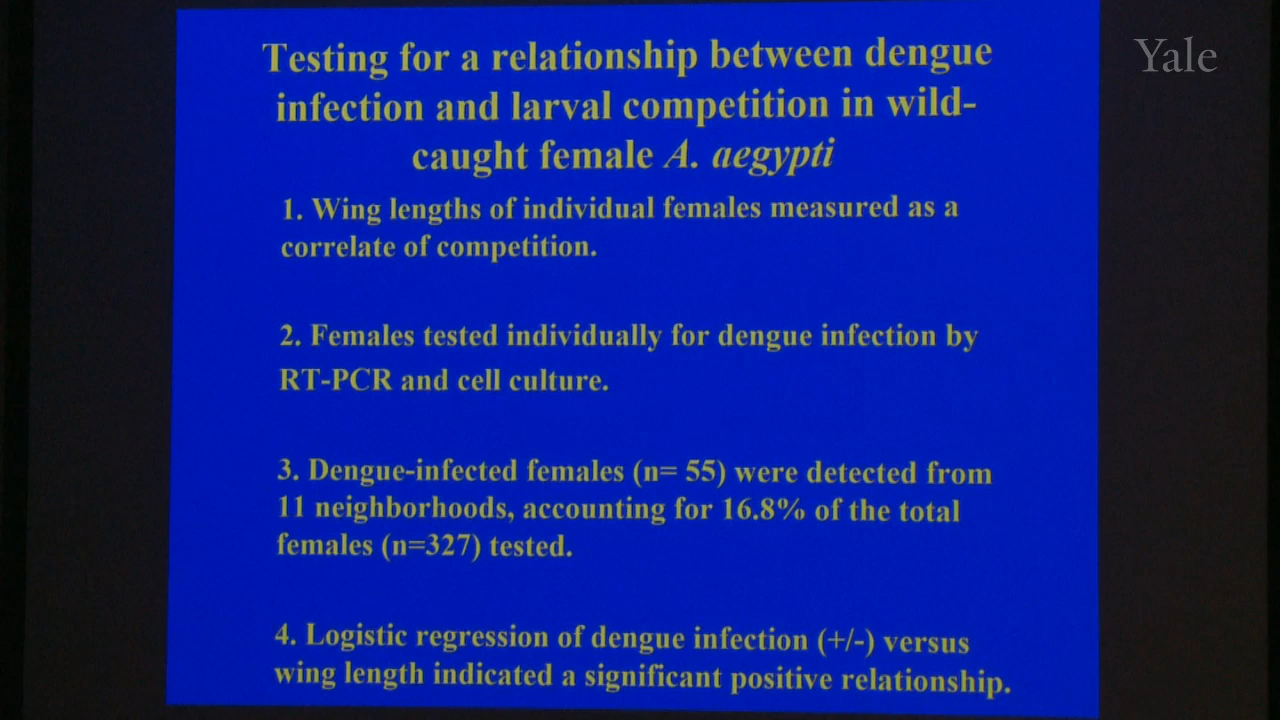 Testing for a relationship between dengue
infection and larval competition in wild-
caught female A. aegypti
Yale
1. Wing lengths of individual females measured as a
correlate of competition.
2. Females tested individually for dengue infection by
RT-PCR and cell culture.
3. Dengue-infected females (n= 55) were detected from
11 neighborhoods, accounting for 16.8% of the total
females (n=327) tested.
4. Logistic regression of dengue infection (+/-) versus
wing length indicated a significant positive relationship.